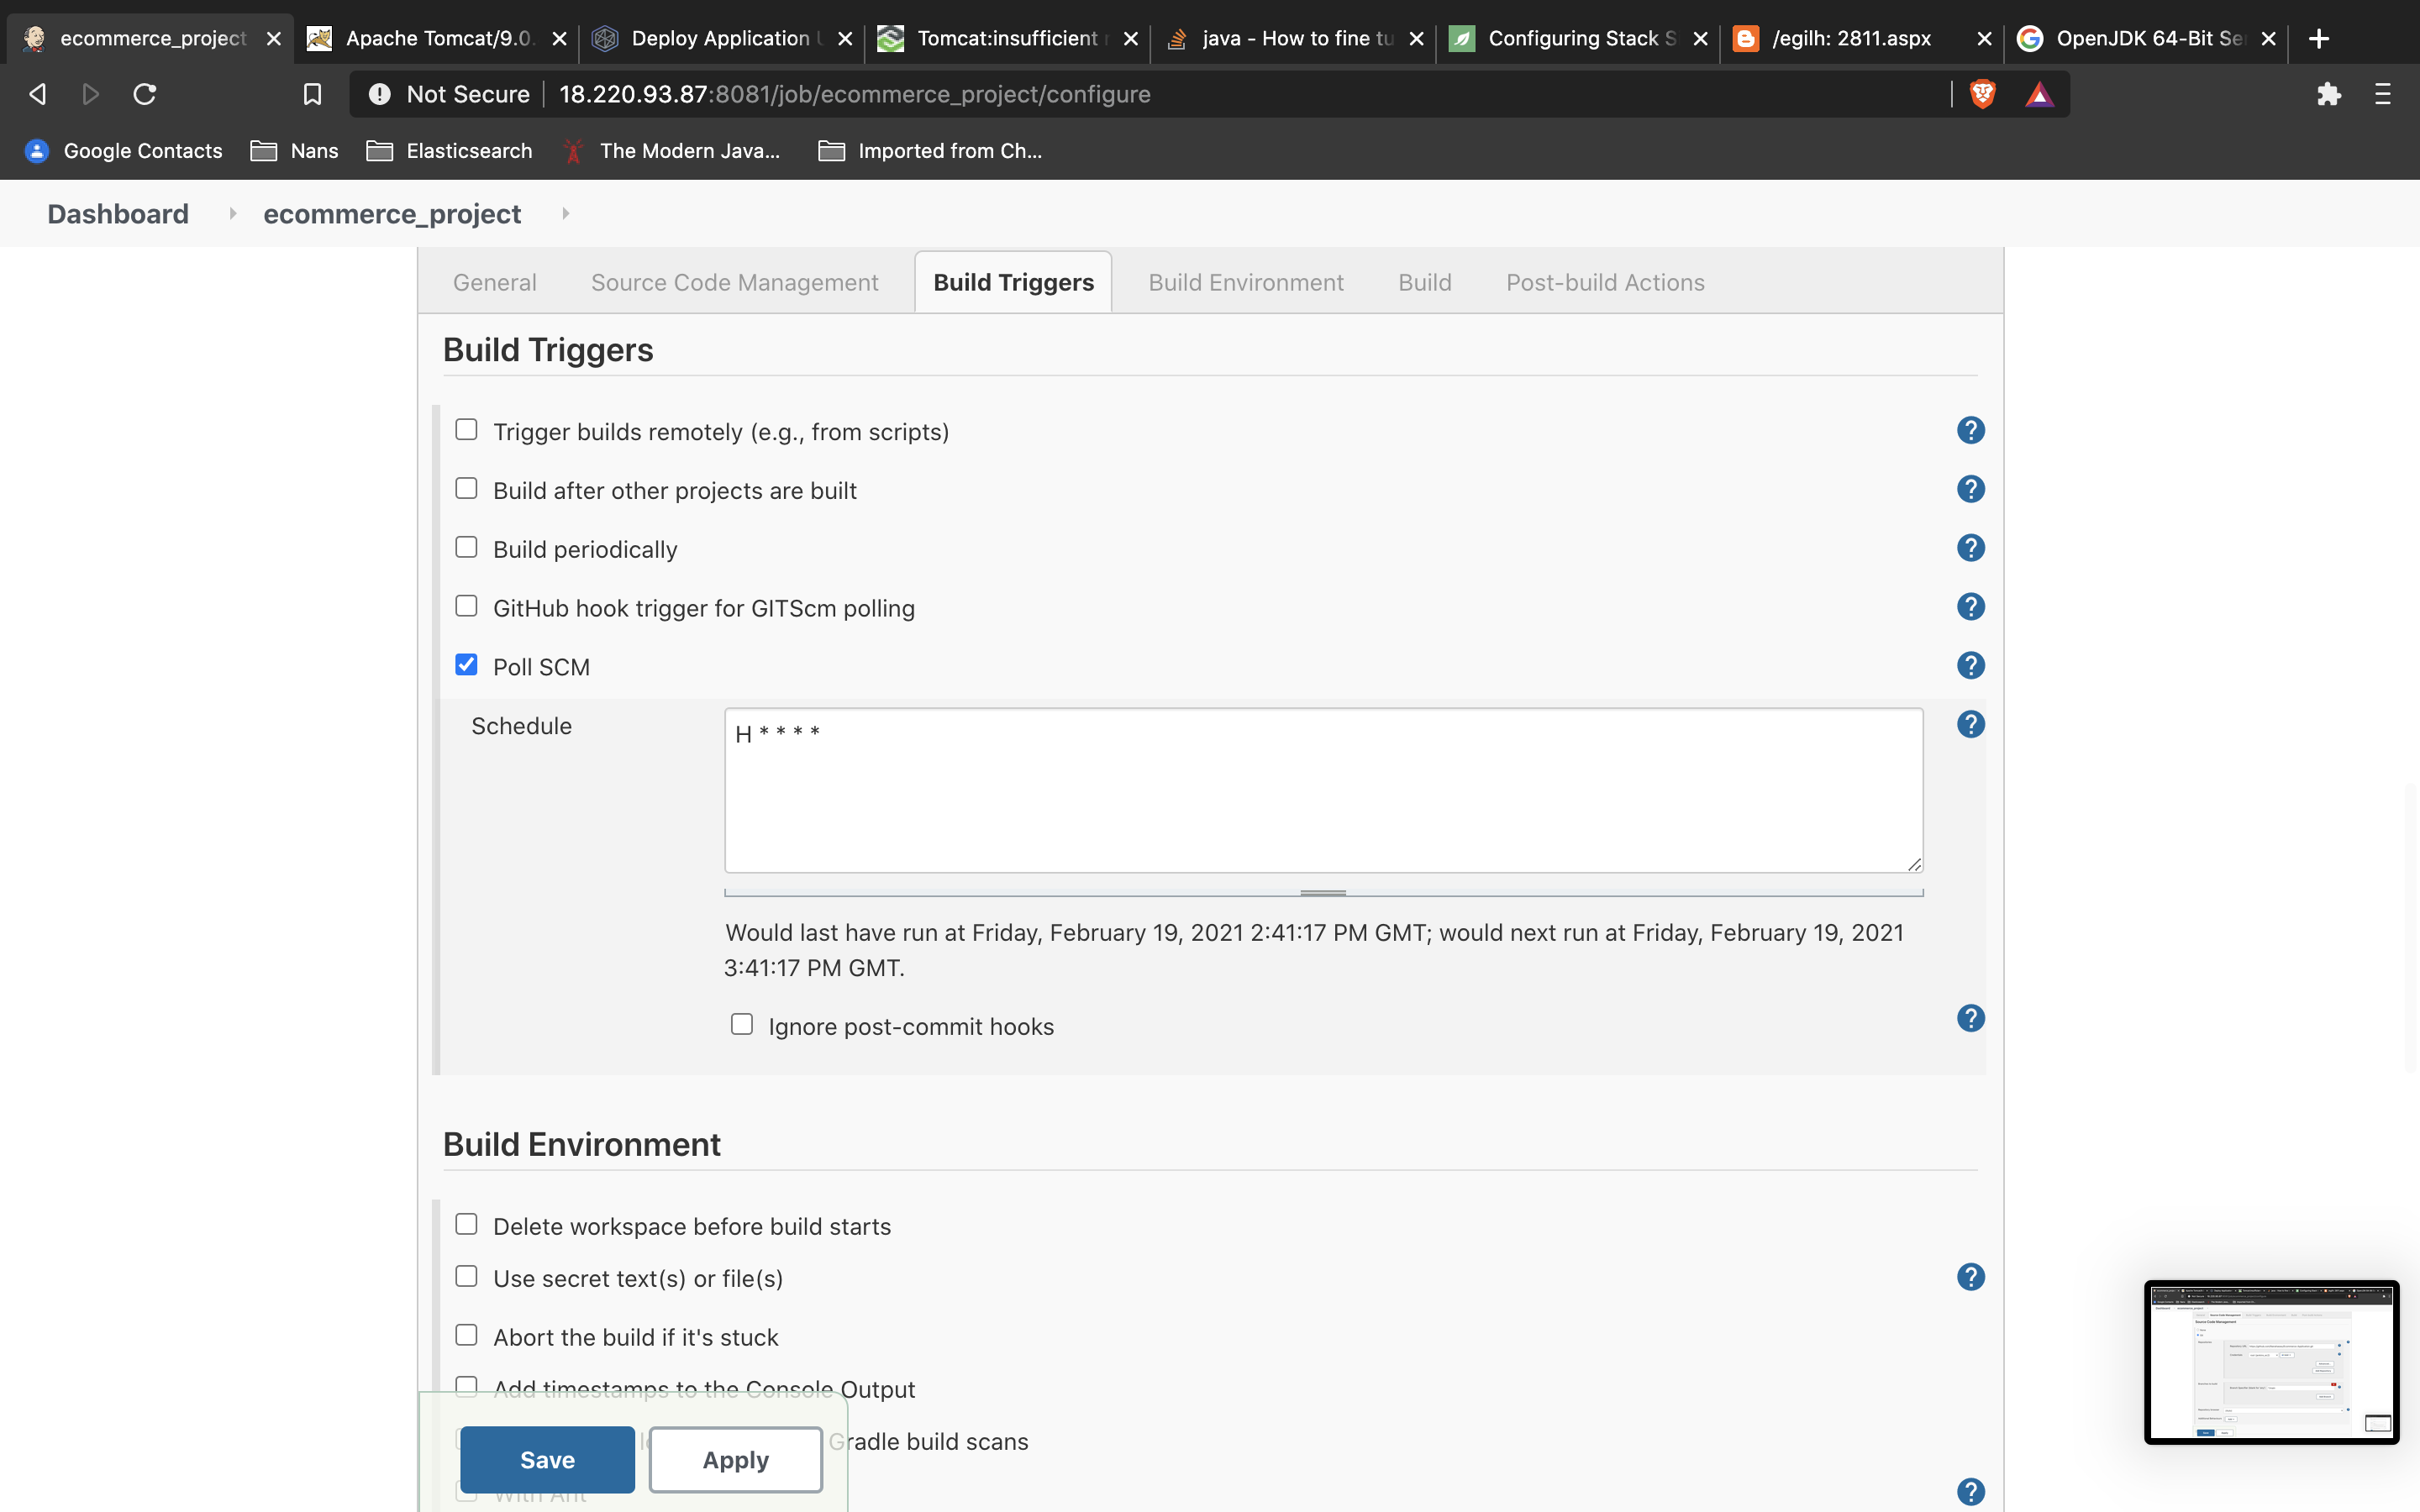 ecommerce_project
Apache Tomcat/9.0.
Deploy Application
Tomcat:insufficient
java - How to fine tu
Configuring Stack S
/egilh: 2811.aspx
OpenJDK 64-Bit Se
Not Secure
18.220.93.87:8081/job/ecommerce_project/configure
Google Contacts
Nans
Elasticsearch
The Modern Java...
Imported from Ch...
Dashboard
ecommerce_project
General
Source Code Management
Build Triggers
Build Environment
Build
Post-build Actions
Build Triggers
Trigger builds remotely (e.g., from scripts)
Build after other projects are built
Build periodically
GitHub hook trigger for GITScm polling
Poll SCM
Schedule
H * * * *
Would last have run at Friday, February 19, 2021 2:41:17 PM GMT; would next run at Friday, February 19, 2021
3:41:17 PM GMT.
Ignore post-commit hooks
Build Environment
Delete workspace before build starts
Use secret text(s) or file(s)
Abort the build if it's stuck
Add timestamps to the Console Output
Gradle build scans
With Ant
Save
Apply